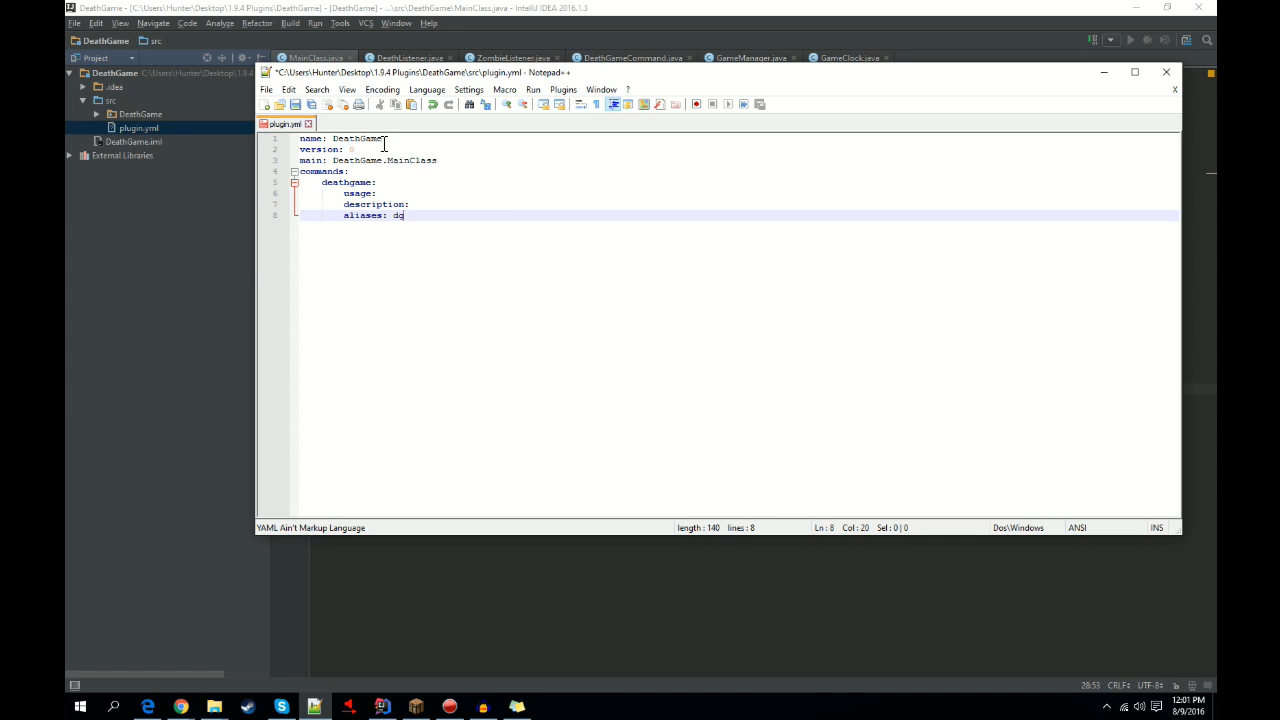 DeathGame - [C:\Users\Hunter\Desktop\1.9.4 Plugins\DeathGame] - [DeathGame] - ...\src\DeathGame\MainClass.java - IntelliJ IDEA 2016.1.3
File Edit View Navigate Code Analyze Refactor Build Run Tools VCS Window Help
DeathGame src
Project MainClass.java DeathListener.java ZombieListener.java DeathGameCommand.java GameManager.java GameClock.java
DeathGame C:\Users\Hunter\Desktop\1.9.4
.idea
src
DeathGame
plugin.yml
DeathGame.iml
External Libraries
*C:\Users\Hunter\Desktop\1.9.4 Plugins\DeathGame\src\plugin.yml - Notepad++
File Edit Search View Encoding Language Settings Macro Run Plugins Window ? X
plugin.yml
1 name: DeathGame
2 version: 0
3 main: DeathGame.MainClass
4 commands:
5 deathgame:
6 usage:
7 description:
8 aliases: dg
YAML Ain't Markup Language length : 140 lines : 8 Ln : 8 Col : 20 Sel : 0 | 0 Dos\Windows ANSI INS
28:53 CRLF UTF-8
12:01 PM
8/9/2016